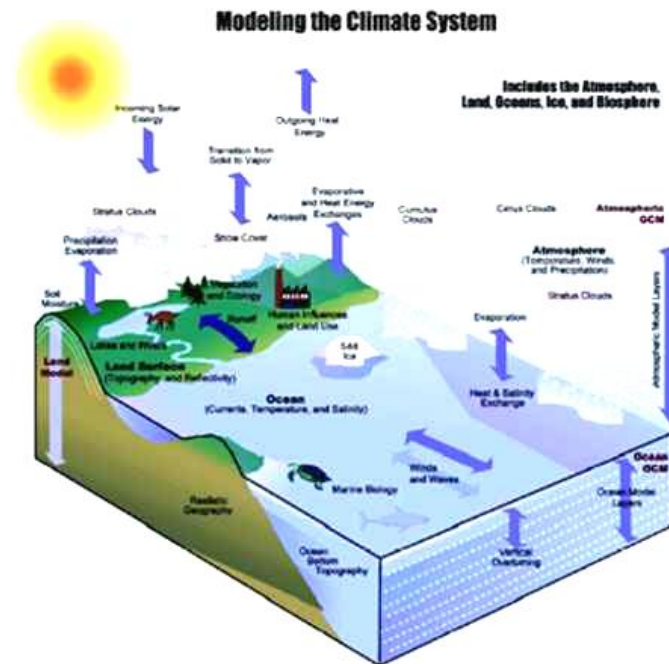 Modeling the Climate System
Includes the Atmosphere,
Land, Oceans, Ice, and Biosphere
Incoming Solar
Energy
Outgoing Heat
Energy
Transition from
Solid to Vapor
Stratus Clouds
Aerosols
Evaporative
and Heat Energy
Exchanges
Cumulus
Clouds
Cirrus Clouds
Atmospheric
GCM
Snow Cover
Precipitation
Evaporation
Atmosphere
(Temperature, Winds,
and Precipitation)
Stratus Clouds
Atmospheric Model Layers
Soil
Moisture
Vegetation
and Ecology
Human Influences
and Land Use
Runoff
Lakes and Rivers
Land
Model
Land Surface
(Topography and Reflectivity)
Sea
Ice
Evaporation
Heat & Salinity
Exchange
Ocean
(Currents, Temperature, and Salinity)
Winds
and Waves
Ocean
GCM
Ocean Model
Layers
Marine Biology
Realistic
Geography
Ocean
Bottom
Topography
Vertical
Overturning